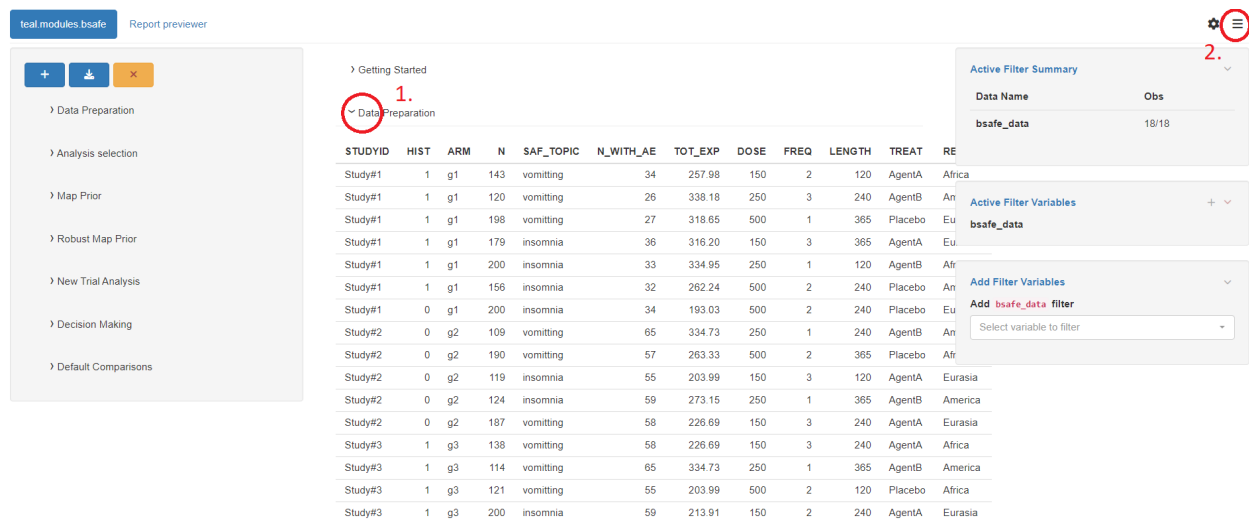 teal.modules.bsafe Report previewer
2.
Getting Started
1.
Data Preparation
Data Preparation
Analysis selection
Map Prior
Robust Map Prior
New Trial Analysis
Decision Making
Default Comparisons
STUDYID HIST ARM N SAF_TOPIC N_WITH_AE TOT_EXP DOSE FREQ LENGTH TREAT RE
Study#1 1 g1 143 vomitting 34 257.98 150 2 120 AgentA Africa
Study#1 1 g1 120 vomitting 26 338.18 250 3 240 AgentB Am
Study#1 1 g1 198 vomitting 27 318.65 500 1 365 Placebo Eu
Study#1 1 g1 179 insomnia 36 316.20 150 3 365 AgentA Eu
Study#1 1 g1 200 insomnia 33 334.95 250 1 120 AgentB Afr
Study#1 1 g1 156 insomnia 32 262.24 500 2 240 Placebo Am
Study#1 0 g1 200 insomnia 34 193.03 500 2 240 Placebo Eu
Study#2 0 g2 109 vomitting 65 334.73 250 1 240 AgentB Am
Study#2 0 g2 190 vomitting 57 263.33 500 2 365 Placebo Afr
Study#2 0 g2 119 insomnia 55 203.99 150 3 120 AgentA Eurasia
Study#2 0 g2 124 insomnia 59 273.15 250 1 365 AgentB America
Study#2 0 g2 187 vomitting 58 226.69 150 3 240 AgentA Eurasia
Study#3 1 g3 138 vomitting 58 226.69 150 3 240 AgentA Africa
Study#3 1 g3 114 vomitting 65 334.73 250 1 365 AgentB America
Study#3 1 g3 121 vomitting 55 203.99 500 2 120 Placebo Africa
Study#3 1 g3 200 insomnia 59 213.91 150 2 240 AgentA Eurasia
Active Filter Summary
Data Name Obs
bsafe_data 18/18
Active Filter Variables
bsafe_data
Add Filter Variables
Add bsafe_data filter
Select variable to filter